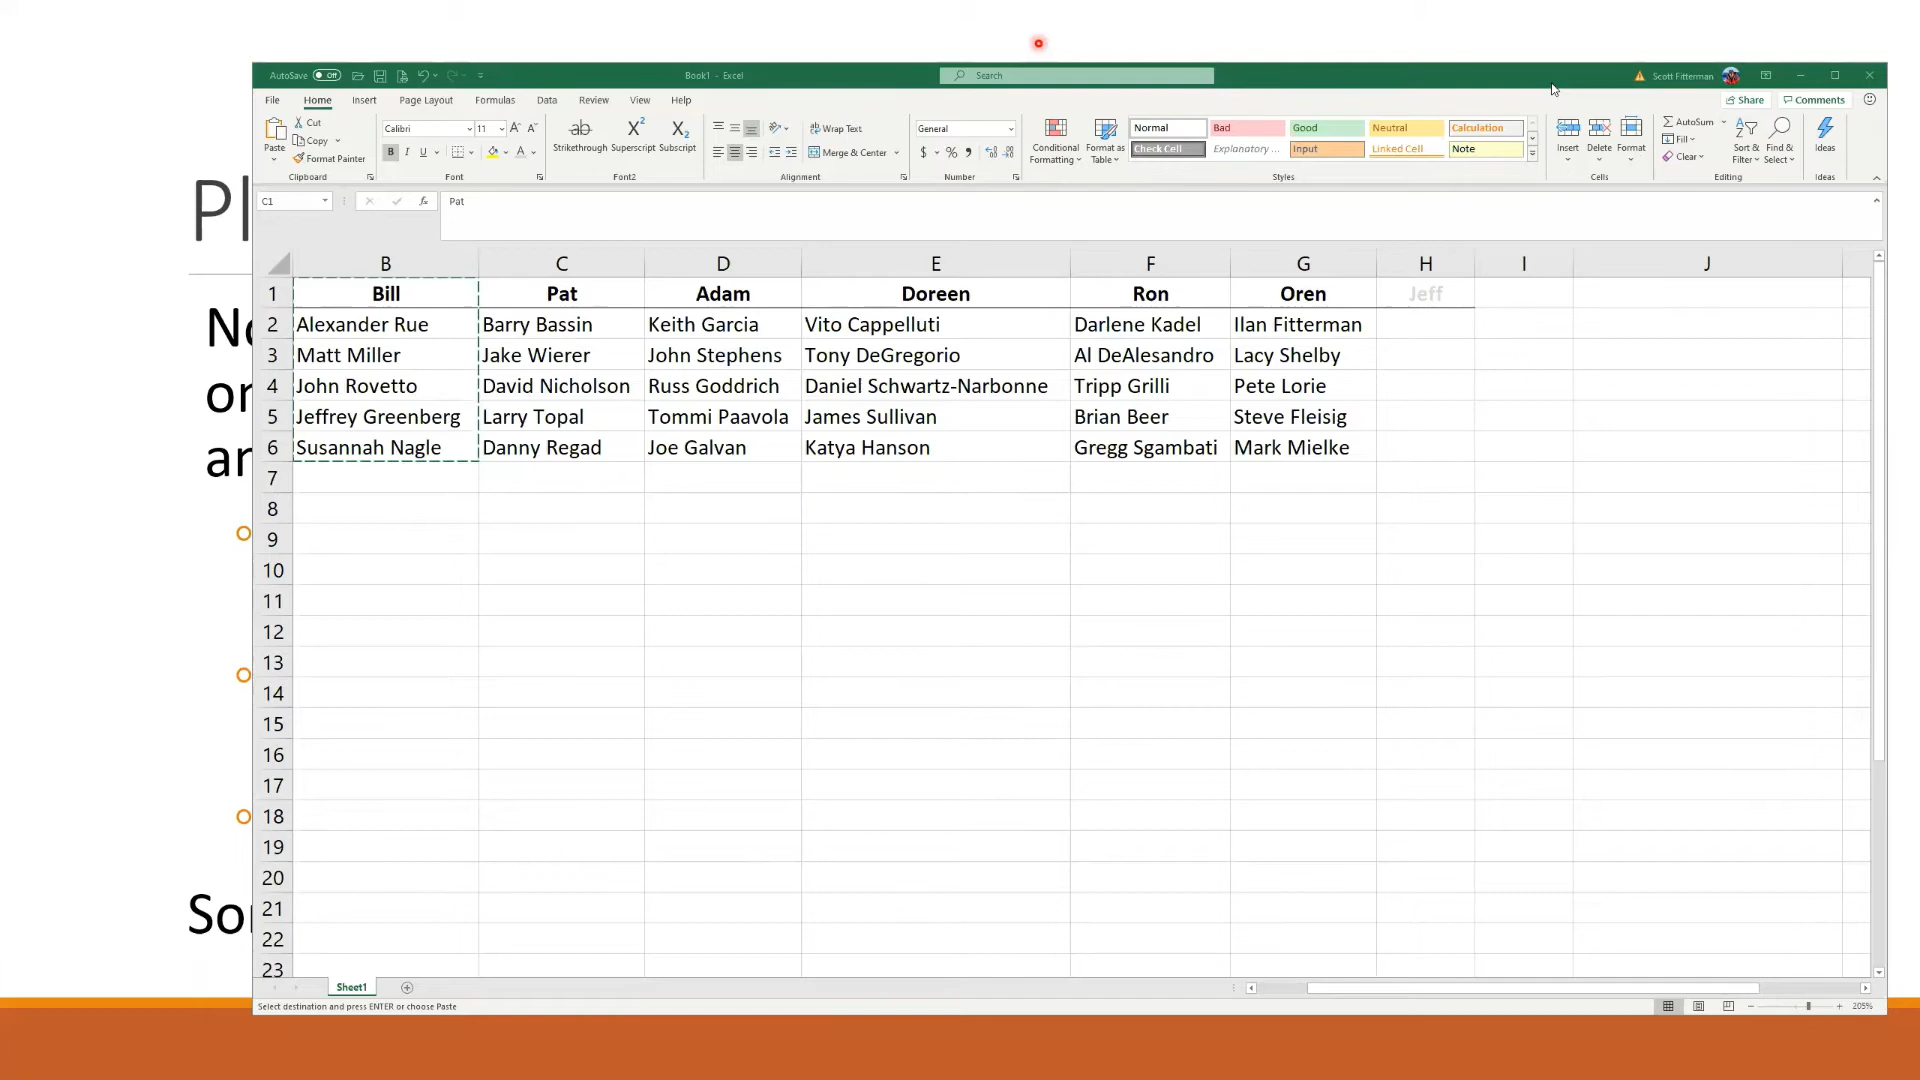 AutoSave Off Book1 - Excel Search Scott Fitterman
File Home Insert Page Layout Formulas Data Review View Help Share Comments
Paste Cut Copy Format Painter Clipboard
Calibri 11 B I U A Font
ab Strikethrough X² Superscript X₂ Subscript Font2
Wrap Text Merge & Center Alignment
General $ % , Number
Conditional Formatting Format as Table
Normal Bad Good Neutral Calculation
Check Cell Explanatory ... Input Linked Cell Note
Styles
Insert Delete Format Cells
AutoSum Fill Clear Sort & Filter Find & Select Editing
Ideas Ideas
C1 fx Pat
B C D E F G H I J
1 Bill Pat Adam Doreen Ron Oren Jeff
2 Alexander Rue Barry Bassin Keith Garcia Vito Cappelluti Darlene Kadel Ilan Fitterman
3 Matt Miller Jake Wierer John Stephens Tony DeGregorio Al DeAlesandro Lacy Shelby
4 John Rovetto David Nicholson Russ Goddrich Daniel Schwartz-Narbonne Tripp Grilli Pete Lorie
5 Jeffrey Greenberg Larry Topal Tommi Paavola James Sullivan Brian Beer Steve Fleisig
6 Susannah Nagle Danny Regad Joe Galvan Katya Hanson Gregg Sgambati Mark Mielke
7
8
9
10
11
12
13
14
15
16
17
18
19
20
21
22
23
Sheet1
Select destination and press ENTER or choose Paste 205%